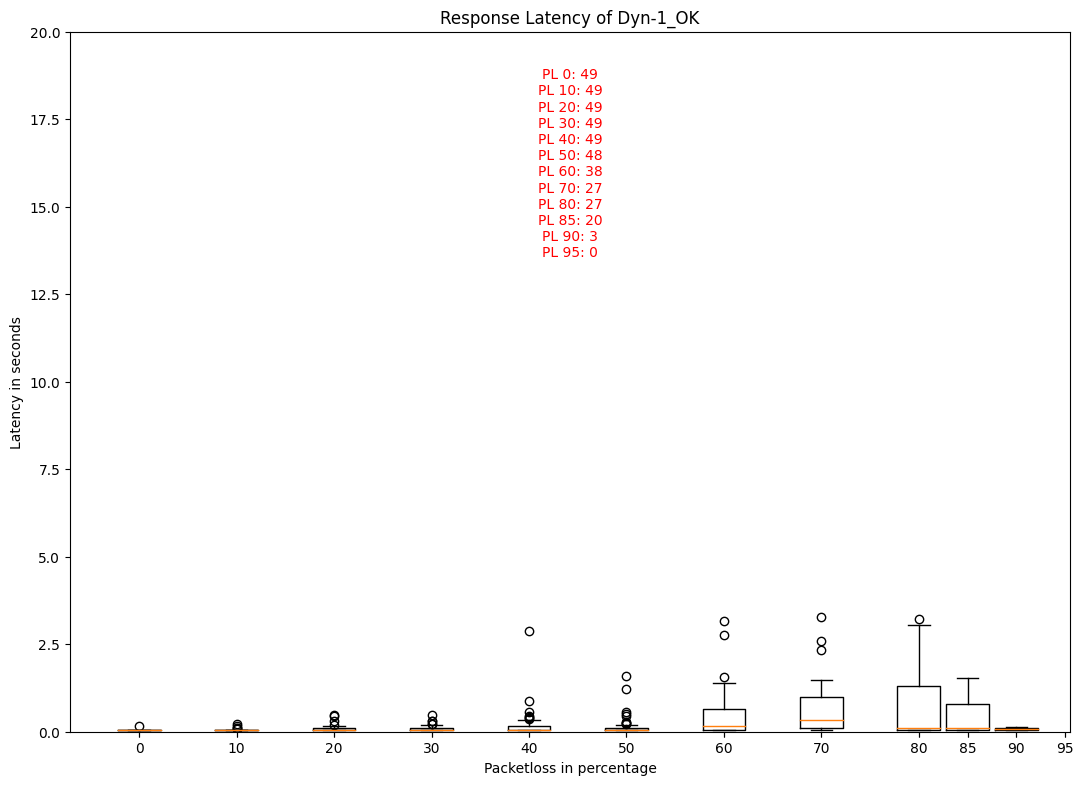 Response Latency of Dyn-1_OK
20.0
17.5
15.0
12.5
10.0
7.5
5.0
2.5
0.0
Latency in seconds
PL 0: 49
PL 10: 49
PL 20: 49
PL 30: 49
PL 40: 49
PL 50: 48
PL 60: 38
PL 70: 27
PL 80: 27
PL 85: 20
PL 90: 3
PL 95: 0
0 10 20 30 40 50 60 70 80 85 90 95
Packetloss in percentage